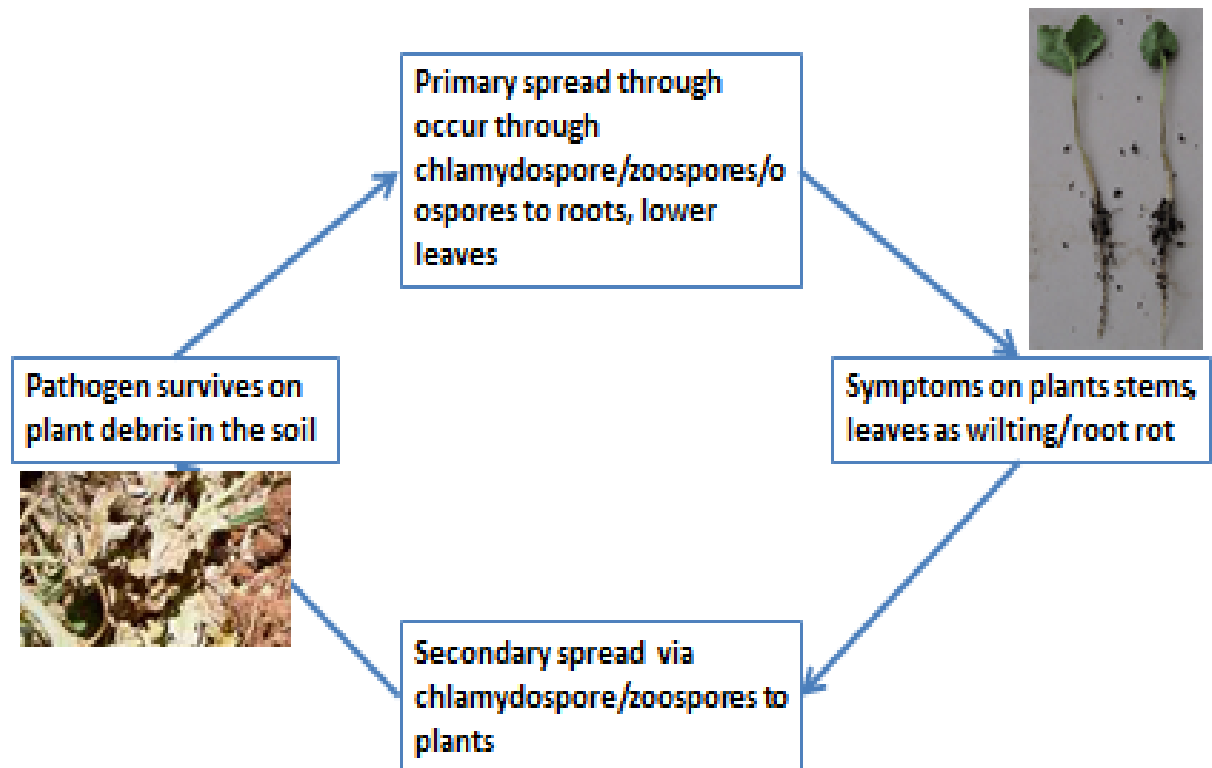 Primary spread through
occur through
chlamydospore/zoospores/o
ospores to roots, lower
leaves
Pathogen survives on
plant debris in the soil
Symptoms on plants stems,
leaves as wilting/root rot
Secondary spread via
chlamydospore/zoospores to
plants